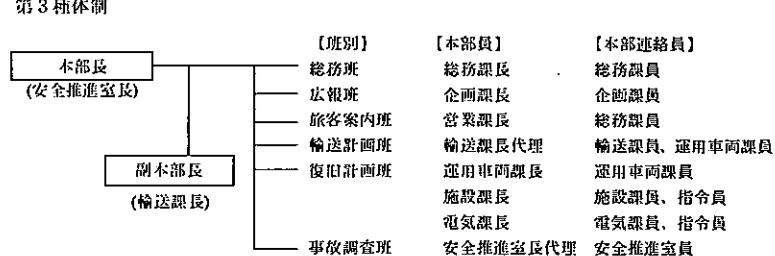 第3種体制
【班別】 【本部員】 【本部連絡員】
本部長 総務班 総務課長 総務課員
(安全推進室長) 広報班 企画課長 企画課員
旅客案内班 営業課長 総務課員
輸送計画班 輸送課長代理 輸送課員、運用車両課員
副本部長 復旧計画班 運用車両課長 運用車両課員
(輸送課長) 施設課長 施設課員、指令員
電気課長 電気課員、指令員
事故調査班 安全推進室長代理 安全推進室員